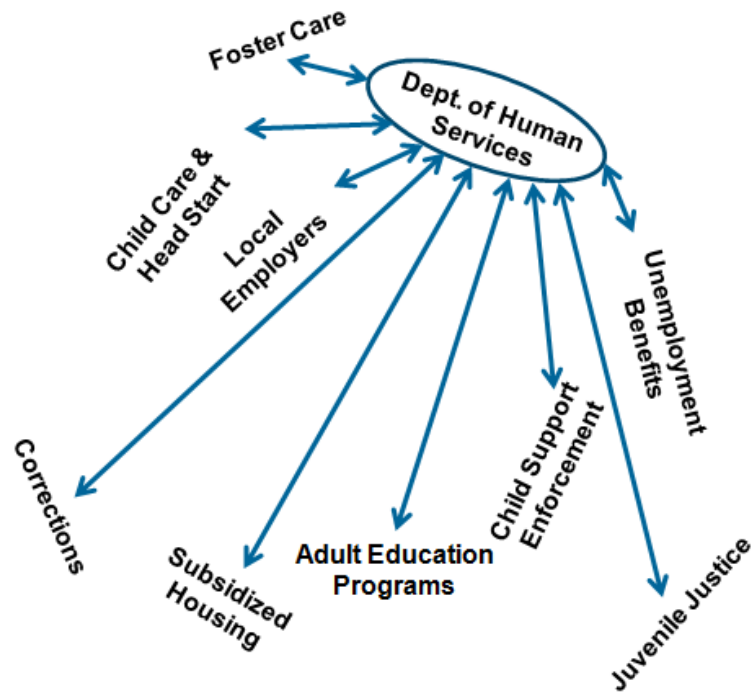 Foster Care
Dept. of Human
Services
Child Care &
Head Start
Local
Employers
Unemployment
Benefits
Corrections
Subsidized
Housing
Adult Education
Programs
Child Support
Enforcement
Juvenile Justice